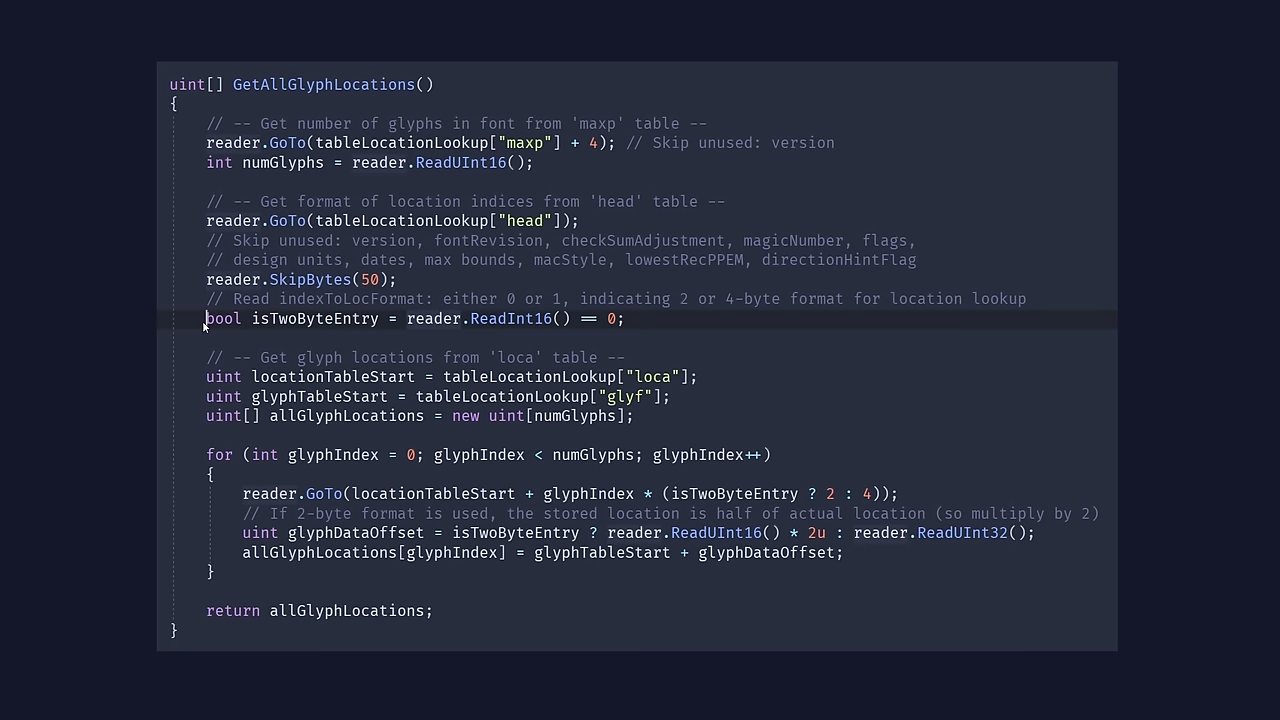 uint[] GetAllGlyphLocations()
{
// -- Get number of glyphs in font from 'maxp' table --
reader.GoTo(tableLocationLookup["maxp"] + 4); // Skip unused: version
int numGlyphs = reader.ReadUInt16();
// -- Get format of location indices from 'head' table --
reader.GoTo(tableLocationLookup["head"]);
// Skip unused: version, fontRevision, checkSumAdjustment, magicNumber, flags,
// design units, dates, max bounds, macStyle, lowestRecPPEM, directionHintFlag
reader.SkipBytes(50);
// Read indexToLocFormat: either 0 or 1, indicating 2 or 4-byte format for location lookup
bool isTwoByteEntry = reader.ReadInt16() == 0;
// -- Get glyph locations from 'loca' table --
uint locationTableStart = tableLocationLookup["loca"];
uint glyphTableStart = tableLocationLookup["glyf"];
uint[] allGlyphLocations = new uint[numGlyphs];
for (int glyphIndex = 0; glyphIndex < numGlyphs; glyphIndex++)
{
reader.GoTo(locationTableStart + glyphIndex * (isTwoByteEntry ? 2 : 4));
// If 2-byte format is used, the stored location is half of actual location (so multiply by 2)
uint glyphDataOffset = isTwoByteEntry ? reader.ReadUInt16() * 2u : reader.ReadUInt32();
allGlyphLocations[glyphIndex] = glyphTableStart + glyphDataOffset;
}
return allGlyphLocations;
}